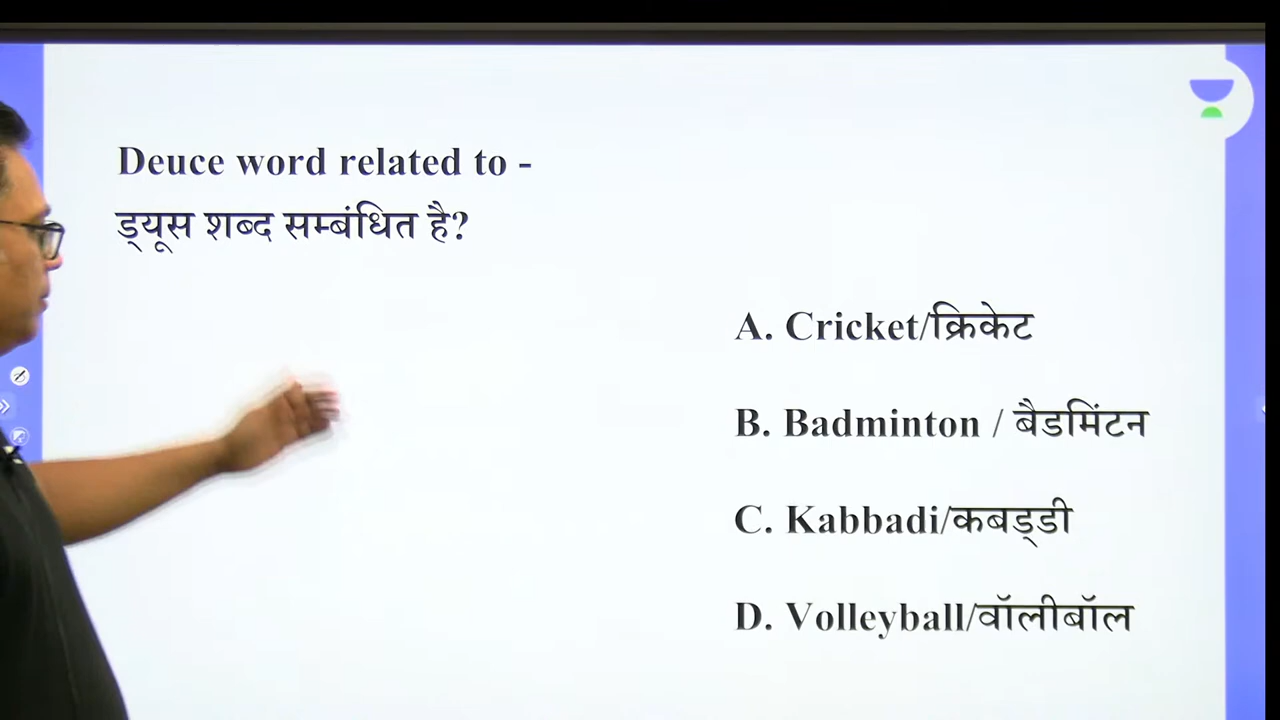 Deuce word related to -
ड्यूस शब्द सम्बंधित है?
A. Cricket/क्रिकेट
B. Badminton / बैडमिंटन
C. Kabbadi/कबड्डी
D. Volleyball/वॉलीबॉल